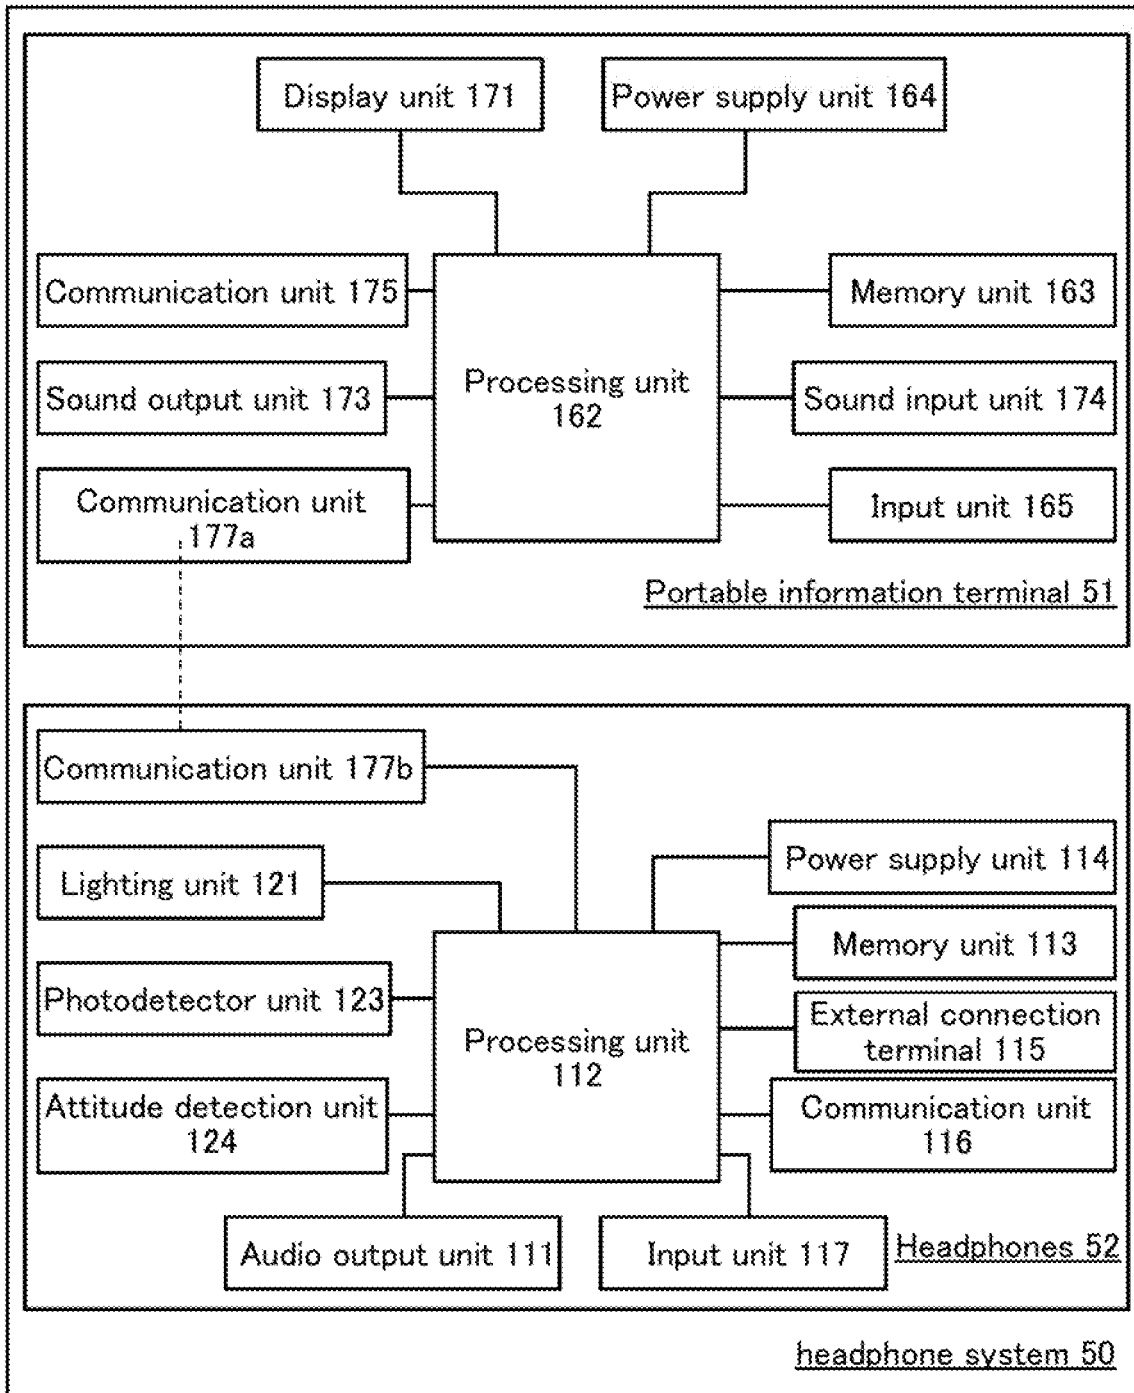 Display unit 171
Power supply unit 164
Communication unit 175
Memory unit 163
Processing unit
162
Sound output unit 173
Sound input unit 174
Communication unit
177a
Input unit 165
Portable information terminal 51
Communication unit 177b
Power supply unit 114
Lighting unit 121
Memory unit 113
Photodetector unit 123
External connection
terminal 115
Processing unit
112
Attitude detection unit
124
Communication unit
116
Audio output unit 111
Input unit 117
Headphones 52
headphone system 50